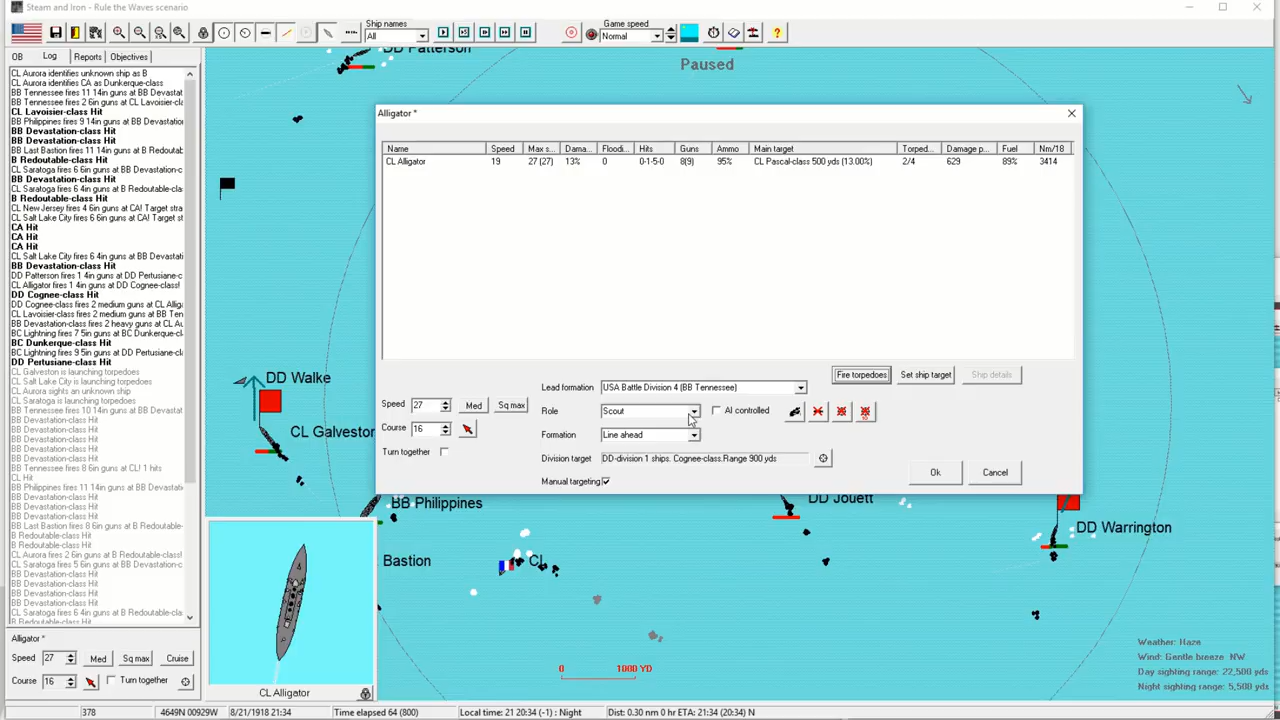 Steam and Iron - Rule the Waves scenario
Ship names
All
Game speed
Normal
OB Log Reports Objectives
CL Aurora identifies unknown ship as B
CL Aurora identifies CA as Dunkerque-class
BB Tennessee fires 11 14in guns at BB Devastat
BB Tennessee fires 2 6in guns at CL Lavoisier-cl
CL Lavoisier-class Hit
BB Philippines fires 9 14in guns at BB Devastatio
BB Devastation-class Hit
BB Devastation-class Hit
BB Last Bastion fires 11 14in guns at BB Devast
B Redoutable-class Hit
CL Saratoga fires 6 4in guns at BB Devastation-
BB Devastation-class Hit
CL Saratoga fires 6 4in guns at B Redoutable-cla
B Redoutable-class Hit
CL New Jersey fires 4 6in guns at CA! Target stra
CL Salt Lake City fires 6 6in guns at CA! Target st
CA Hit
CA Hit
CA Hit
CL Saratoga fires 6 4in guns at BB Devastation-
BB Devastation-class Hit
DD Patterson fires 1 4in guns at DD Pertusiane-c
CL Alligator fires 1 4in guns at DD Cognee-class!
DD Cognee-class Hit
DD Cognee-class fires 2 medium guns at CL Allig
CL Lavoisier-class fires 2 medium guns at BB Ten
BB Devastation-class fires 2 heavy guns at CL Au
BC Lightning fires 7 5in guns at BC Dunkerque-cl
BC Dunkerque-class Hit
BC Lightning fires 9 5in guns at DD Pertusiane-cl
DD Pertusiane-class Hit
CL Galveston is launching torpedoes
CL Salt Lake City is launching torpedoes
CL Aurora sights an unknown ship
BB Tennessee fires 10 14in guns at BB Devastat
BB Devastation-class Hit
BB Devastation-class Hit
BB Devastation-class Hit
BB Devastation-class Hit
BB Tennessee fires 8 6in guns at CL! 1 hits
CL Hit
BB Philippines fires 11 14in guns at BB Devastati
BB Devastation-class Hit
BB Devastation-class Hit
BB Devastation-class Hit
BB Last Bastion fires 8 6in guns at B Redoutable-
B Redoutable-class Hit
B Redoutable-class Hit
CL Aurora fires 2 6in guns at B Redoutable-class!
CL Saratoga fires 5 6in guns at BB Devastation-
BB Devastation-class Hit
BB Devastation-class Hit
BB Devastation-class Hit
BB Devastation-class Hit
BB Devastation-class Hit
CL Saratoga fires 6 4in guns at B Redoutable-cla
B Redoutable-class Hit
Alligator *
Speed 27 Med Sq max Cruise
Course 16 Turn together
CL Alligator
DD Patterson
Paused
DD Walke
CL Galveston
BB Philippines
Bastion
CL
DD Jouett
DD Warrington
Alligator *
Name Speed Max s... Dama... Floodi... Hits Guns Ammo Main target Torped... Damage p... Fuel Nm/18
CL Alligator 19 27 (27) 13% 0 0-1-5-0 8(9) 95% CL Pascal-class 500 yds (13.00%) 2/4 629 89% 3414
Fire torpedoes Set ship target Ship details
Lead formation USA Battle Division 4 (BB Tennessee)
Speed 27 Med Sq max
Role Scout AI controlled
Course 16
Formation Line ahead
Turn together
Division target DD-division 1 ships. Cognee-class.Range 900 yds
Manual targeting
Ok Cancel
0 1000 YD
Weather: Haze
Wind: Gentle breeze NW
Day sighting range: 22,500 yds
Night sighting range: 5,500 yds
378 4649N 00929W 8/21/1918 21:34 Time elapsed 64 (800) Local time: 21 20:34 (-1) : Night Dist: 0.30 nm 0 hr ETA: 21:34 (20:34) N